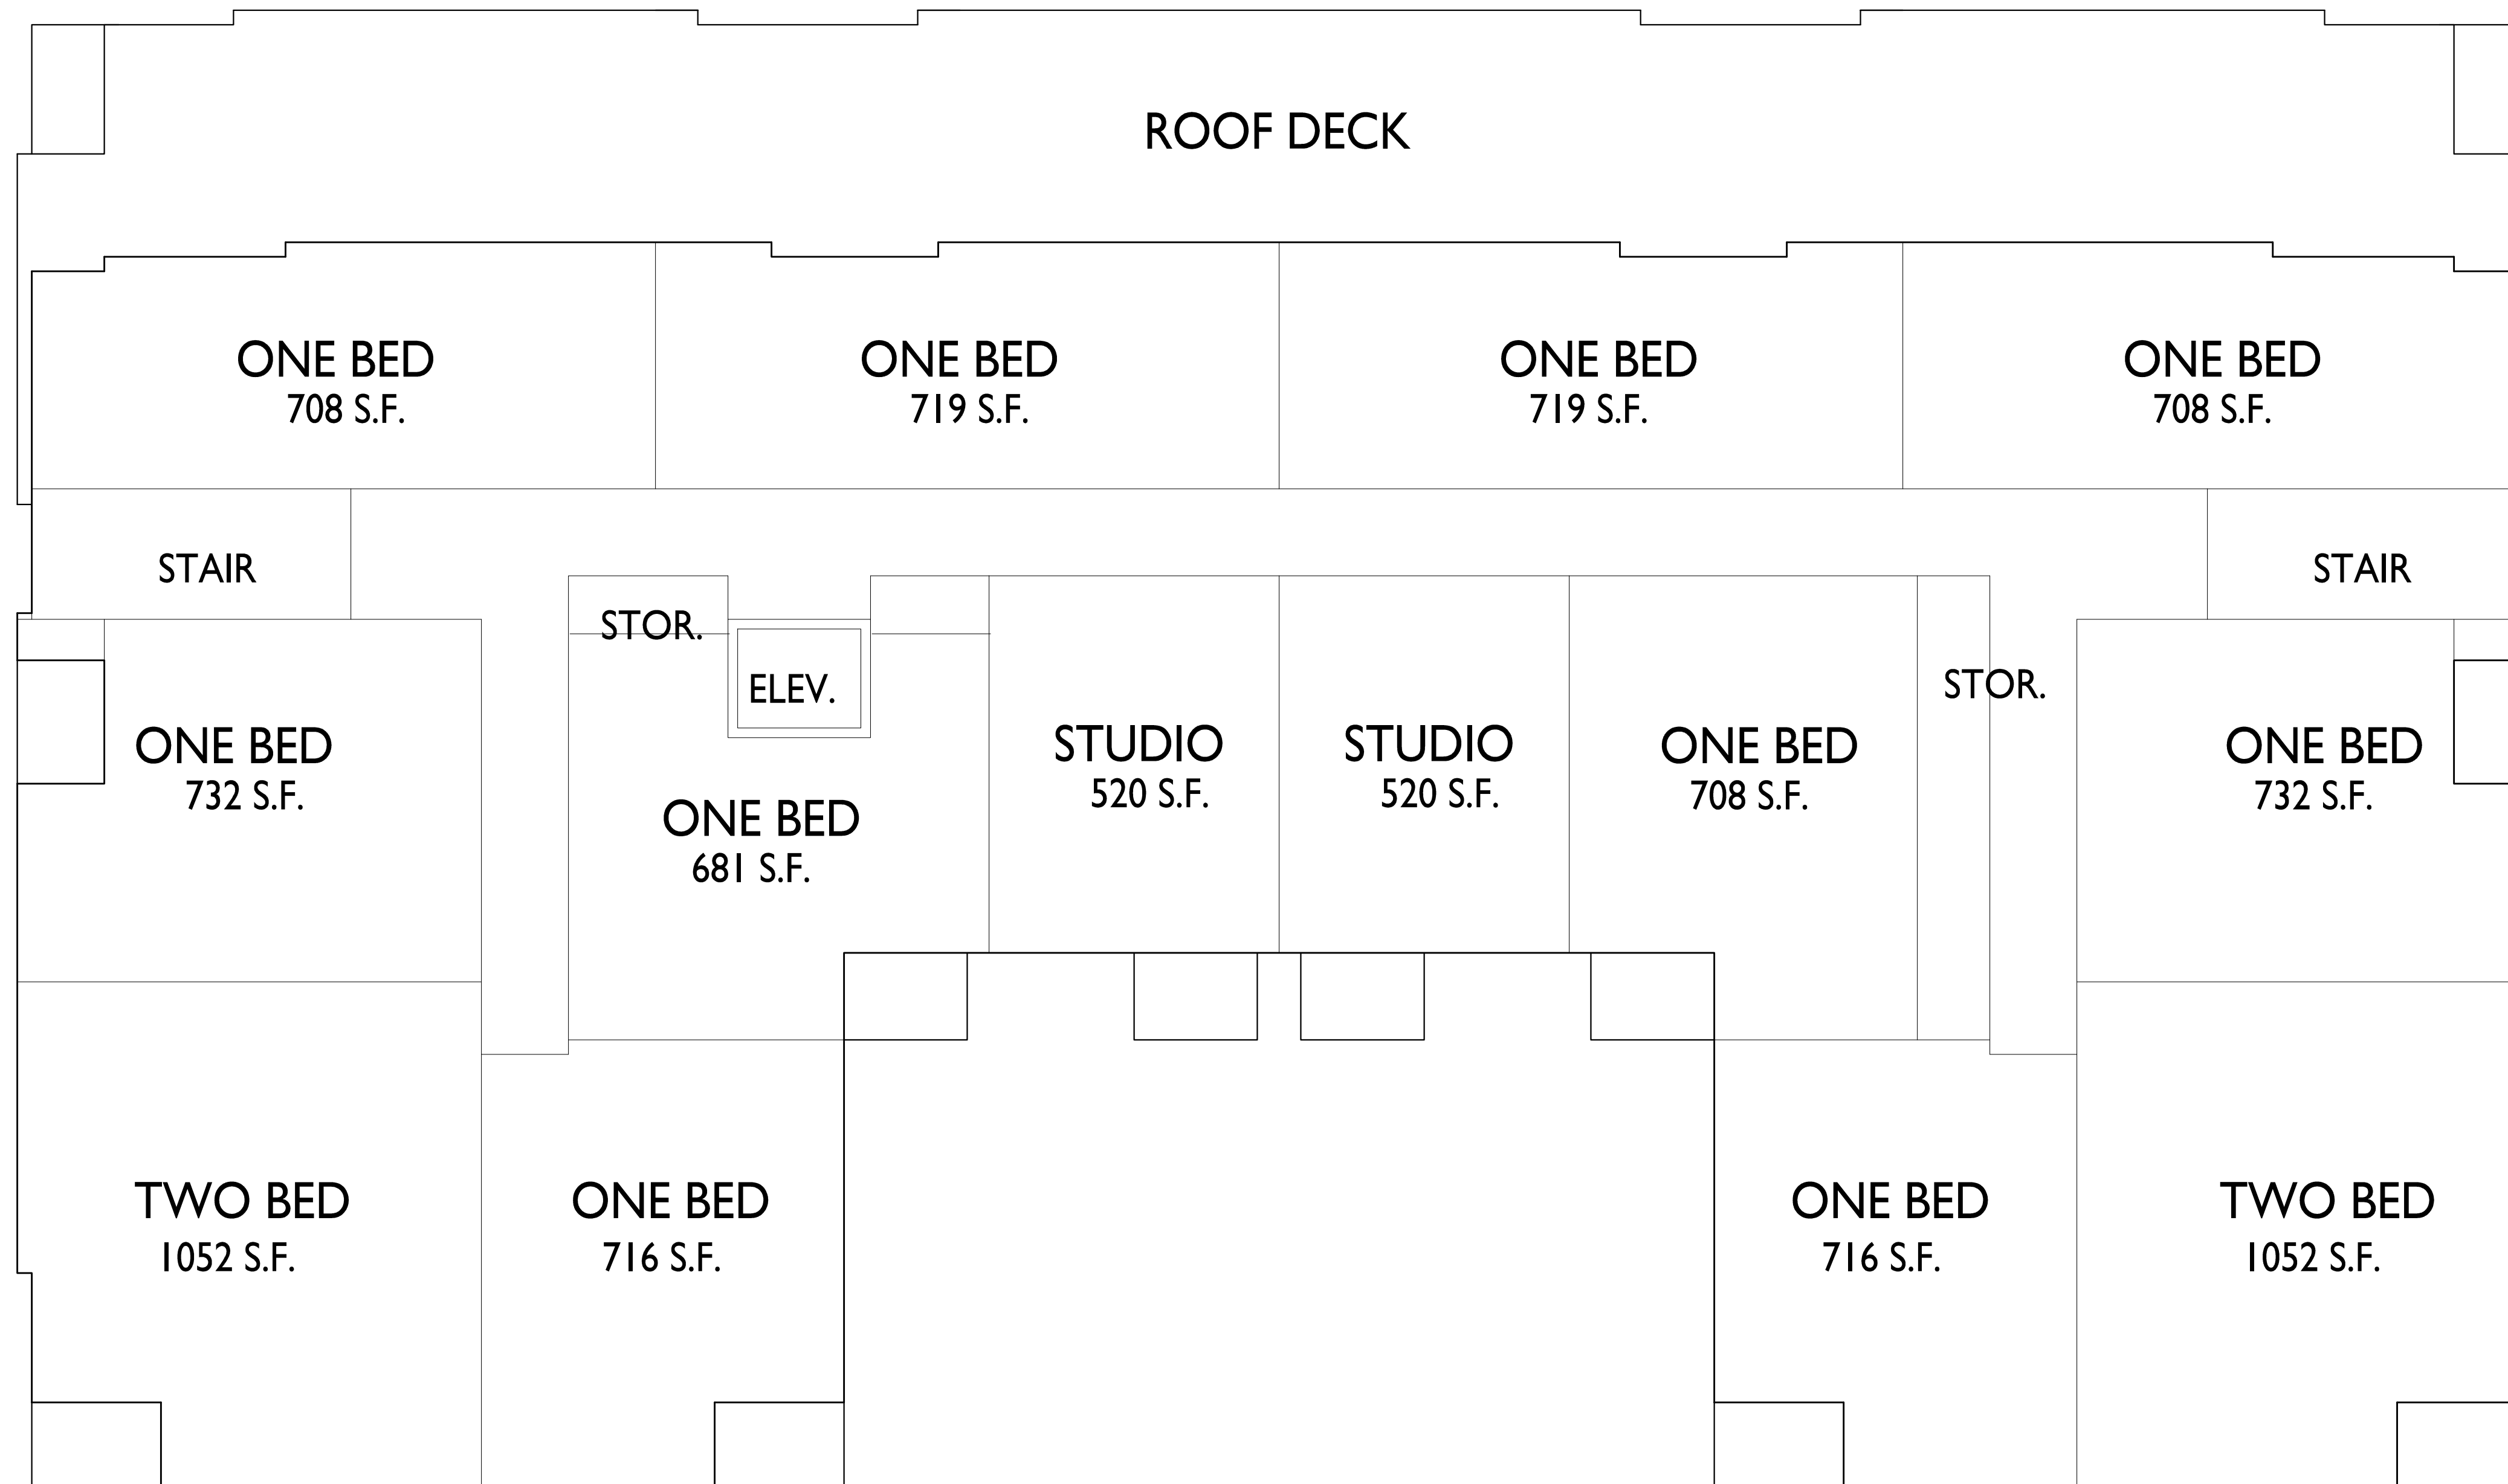 ROOF DECK
ONE BED
708 S.F.
ONE BED
719 S.F.
ONE BED
719 S.F.
ONE BED
708 S.F.
STAIR
STAIR
STOR.
ELEV.
STOR.
ONE BED
732 S.F.
ONE BED
681 S.F.
STUDIO
520 S.F.
STUDIO
520 S.F.
ONE BED
708 S.F.
ONE BED
732 S.F.
TWO BED
1052 S.F.
ONE BED
716 S.F.
ONE BED
716 S.F.
TWO BED
1052 S.F.